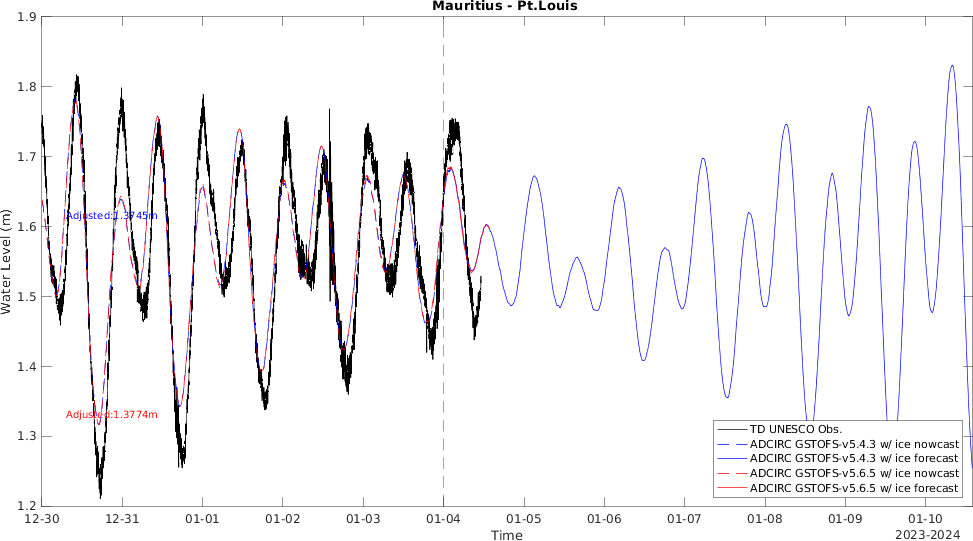 Mauritius - Pt.Louis
1.9
1.8
1.7
1.6
1.5
1.4
1.3
1.2
Water Level (m)
Adjusted:1.3745m
Adjusted:1.3774m
TD UNESCO Obs.
ADCIRC GSTOFS-v5.4.3 w/ ice nowcast
ADCIRC GSTOFS-v5.4.3 w/ ice forecast
ADCIRC GSTOFS-v5.6.5 w/ ice nowcast
ADCIRC GSTOFS-v5.6.5 w/ ice forecast
12-30 12-31 01-01 01-02 01-03 01-04 01-05 01-06 01-07 01-08 01-09 01-10
Time
2023-2024